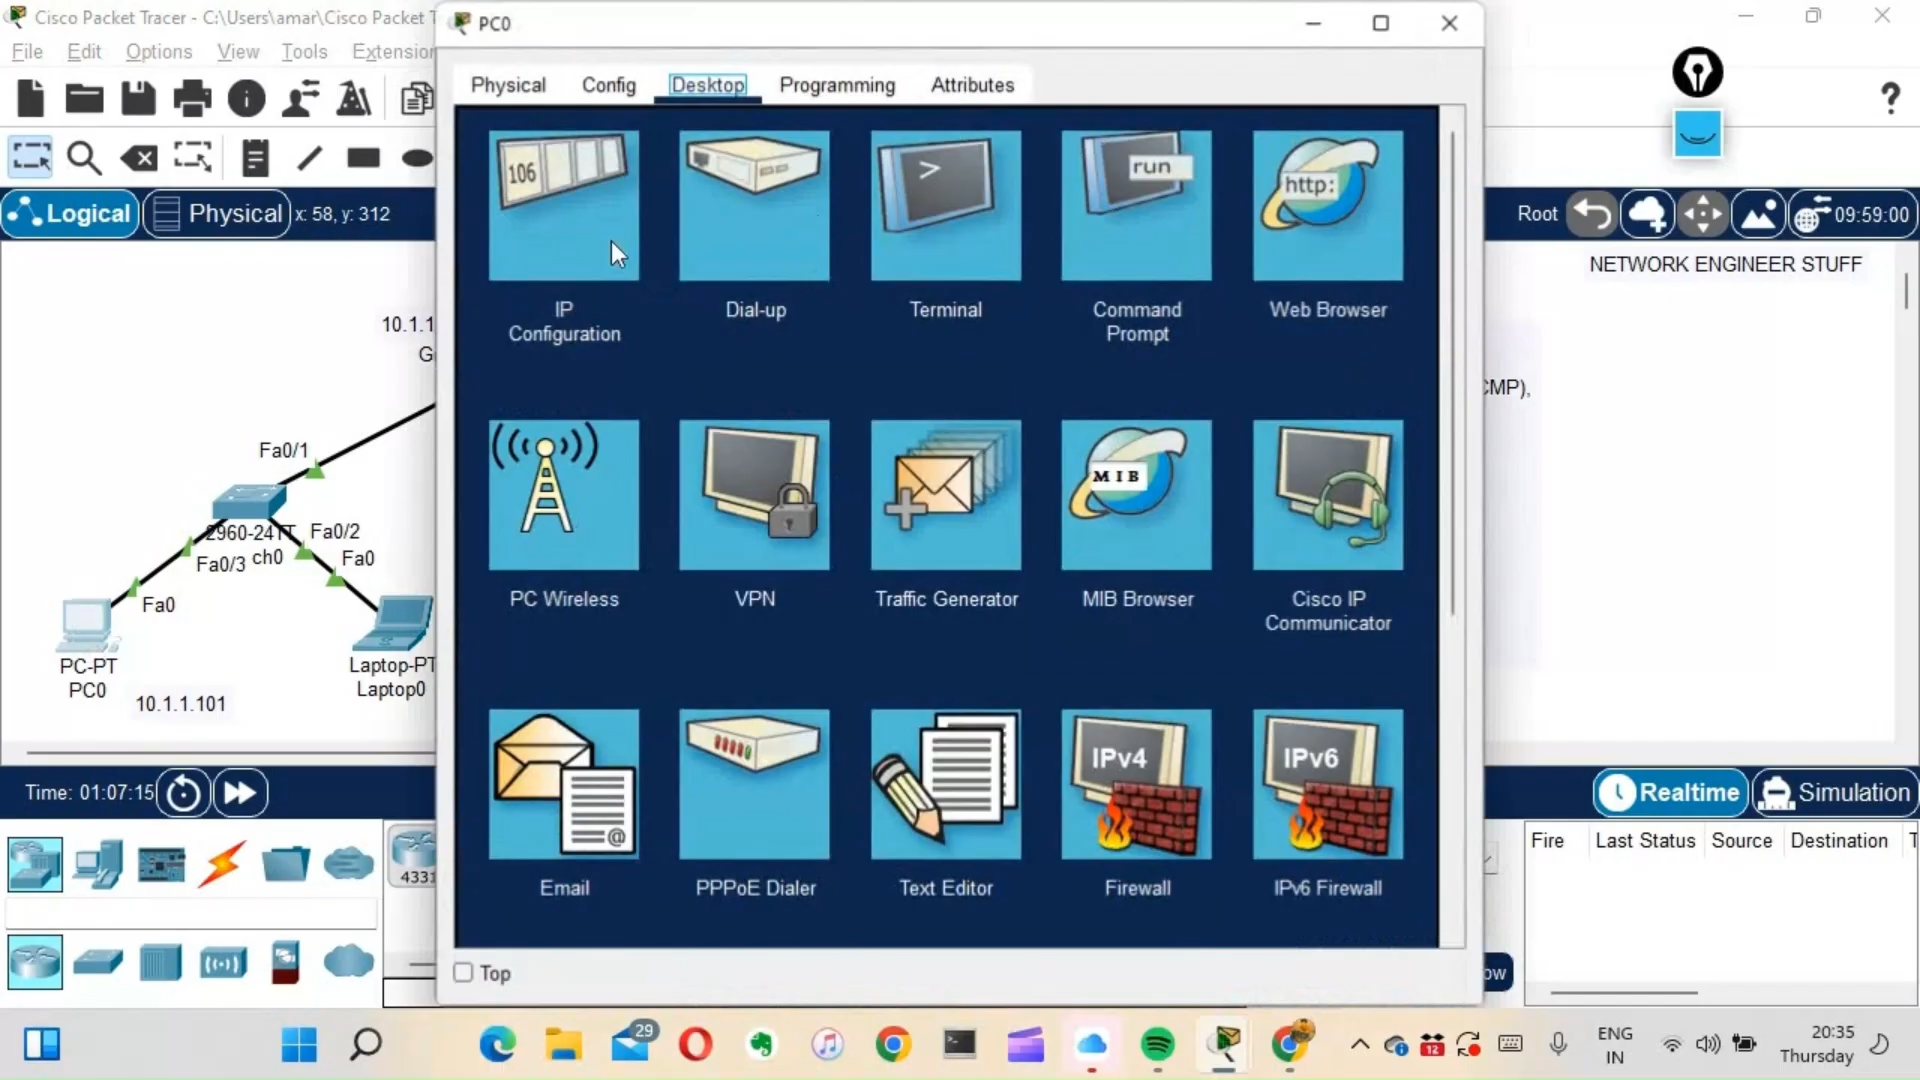 Cisco Packet Tracer - C:\Users\amar\Cisco Packet T
File Edit Options View Tools Extension
PC0
Physical Config Desktop Programming Attributes
Logical
Physical
x: 58, y: 312
Root
09:59:00
?
NETWORK ENGINEER STUFF
CMP),
10.1.1
G
Fa0/1
2960-24TT
ch0
Fa0/2
Fa0/3
Fa0
Fa0
PC-PT
PC0
10.1.1.101
Laptop-PT
Laptop0
106
>
run
http:
IP
Configuration
Dial-up
Terminal
Command
Prompt
Web Browser
MIB
PC Wireless
VPN
Traffic Generator
MIB Browser
Cisco IP
Communicator
@
IPv4
IPv6
Email
PPPoE Dialer
Text Editor
Firewall
IPv6 Firewall
Top
Time: 01:07:15
Realtime
Simulation
4331
Fire Last Status Source Destination T
ow
29
12
ENG
IN
20:35
Thursday